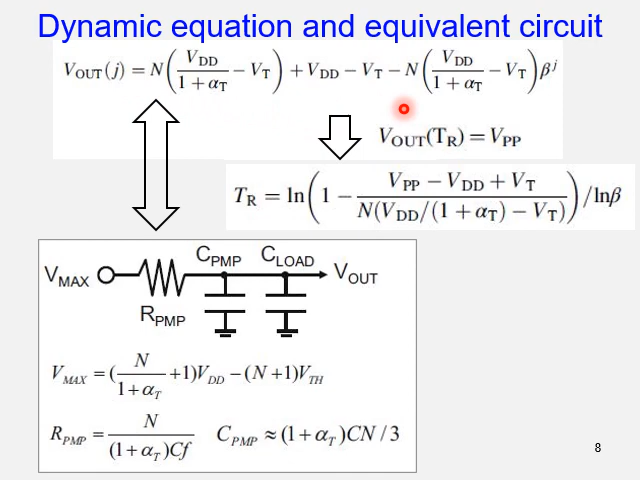 Dynamic equation and equivalent circuit
V_OUT(j) = N(V_DD/(1 + α_T) − V_T) + V_DD − V_T − N(V_DD/(1 + α_T) − V_T)β^j
V_OUT(T_R) = V_PP
T_R = ln(1 − (V_PP − V_DD + V_T)/(N(V_DD/(1 + α_T) − V_T)))/lnβ
C_PMP C_LOAD
V_MAX V_OUT
R_PMP
V_MAX = (N/(1+α_T) +1)V_DD − (N +1)V_TH
R_PMP = N/((1+α_T)Cf) C_PMP ≈ (1+α_T)CN / 3
8